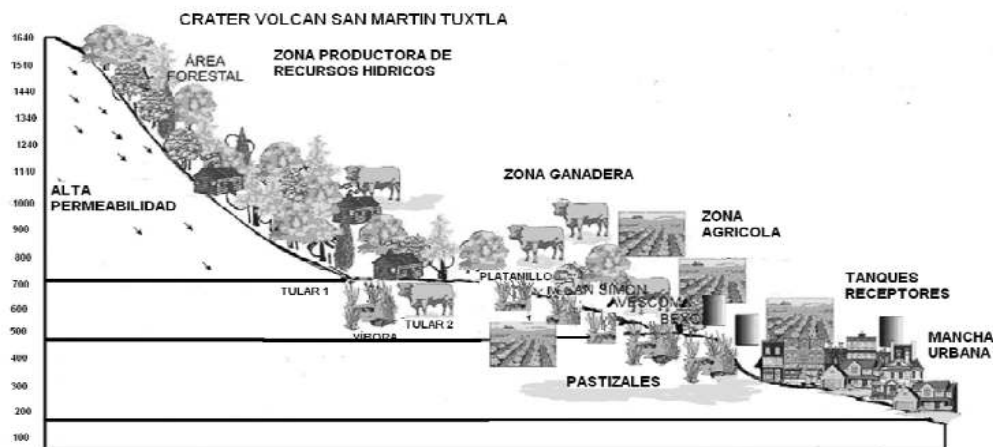 CRATER VOLCAN SAN MARTIN TUXTLA
1640
1540
1440
1340
1240
1110
1000
900
800
700
600
500
400
300
200
100
ÁREA
FORESTAL
ZONA PRODUCTORA DE
RECURSOS HIDRICOS
ALTA
PERMEABILIDAD
ZONA GANADERA
ZONA
AGRICOLA
TULAR 1
TULAR 2
VÍBORA
PLATANILLO
SAN SIMON
AVESCOMA
PASTIZALES
TANQUES
RECEPTORES
MANCHA
URBANA